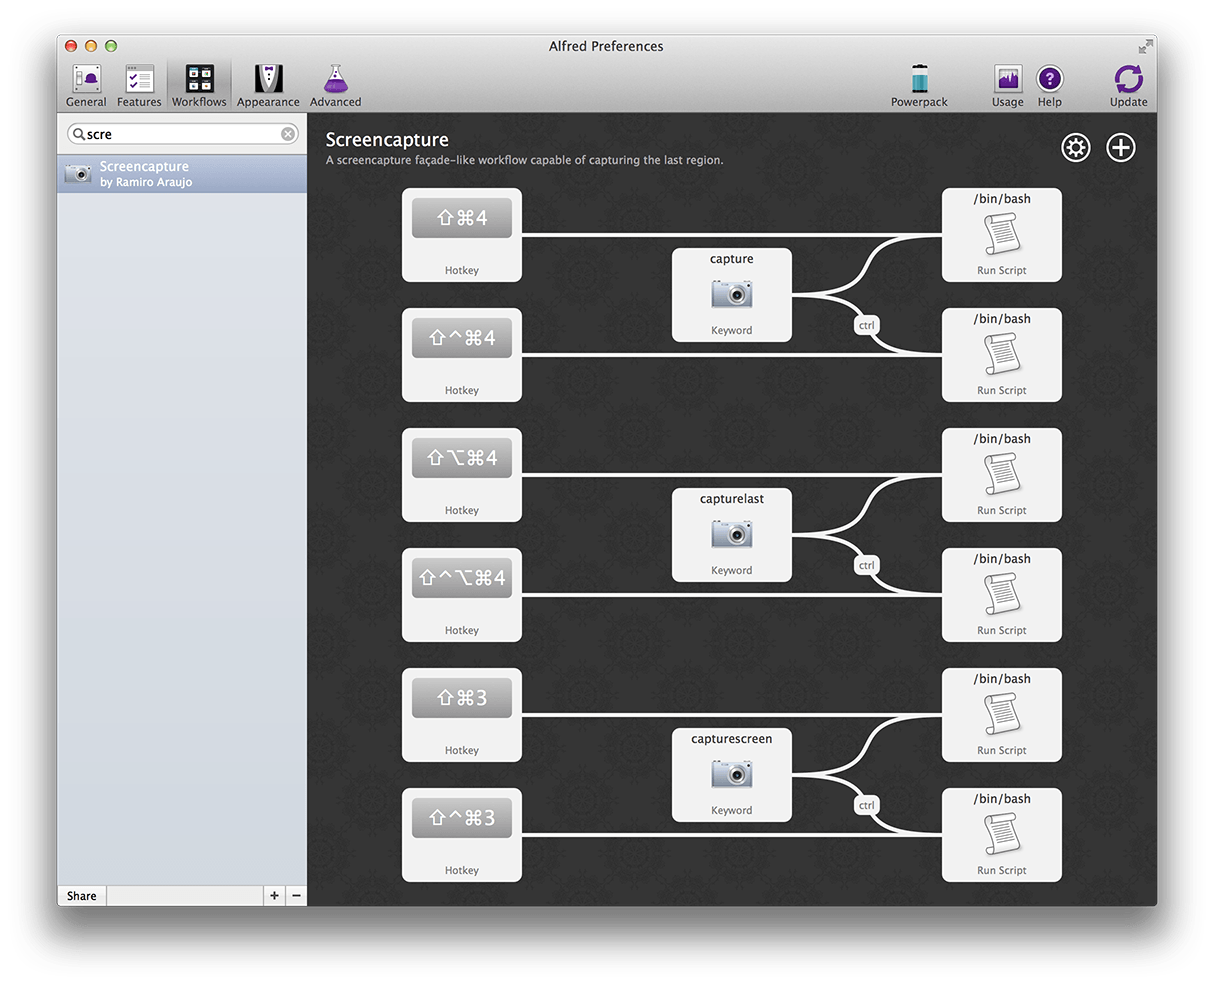 Alfred Preferences
General Features Workflows Appearance Advanced Powerpack Usage Help Update
scre
Screencapture
by Ramiro Araujo
Screencapture
A screencapture façade-like workflow capable of capturing the last region.
⇧⌘4
Hotkey
capture
Keyword
/bin/bash
Run Script
⇧^⌘4
Hotkey
ctrl
/bin/bash
Run Script
⇧⌥⌘4
Hotkey
capturelast
Keyword
/bin/bash
Run Script
⇧^⌥⌘4
Hotkey
ctrl
/bin/bash
Run Script
⇧⌘3
Hotkey
capturescreen
Keyword
/bin/bash
Run Script
⇧^⌘3
Hotkey
ctrl
/bin/bash
Run Script
Share + −